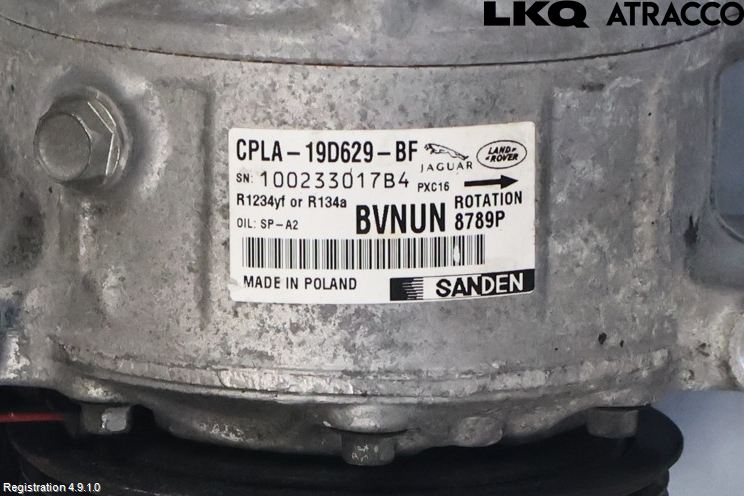 LKQ ATRACCO
CPLA-19D629-BF JAGUAR LAND ROVER
SN: 100233017B4 PXC16
R1234yf or R134a ROTATION
OIL: SP-A2 BVNUN 8789P
MADE IN POLAND SANDEN
Registration 4.9.1.0